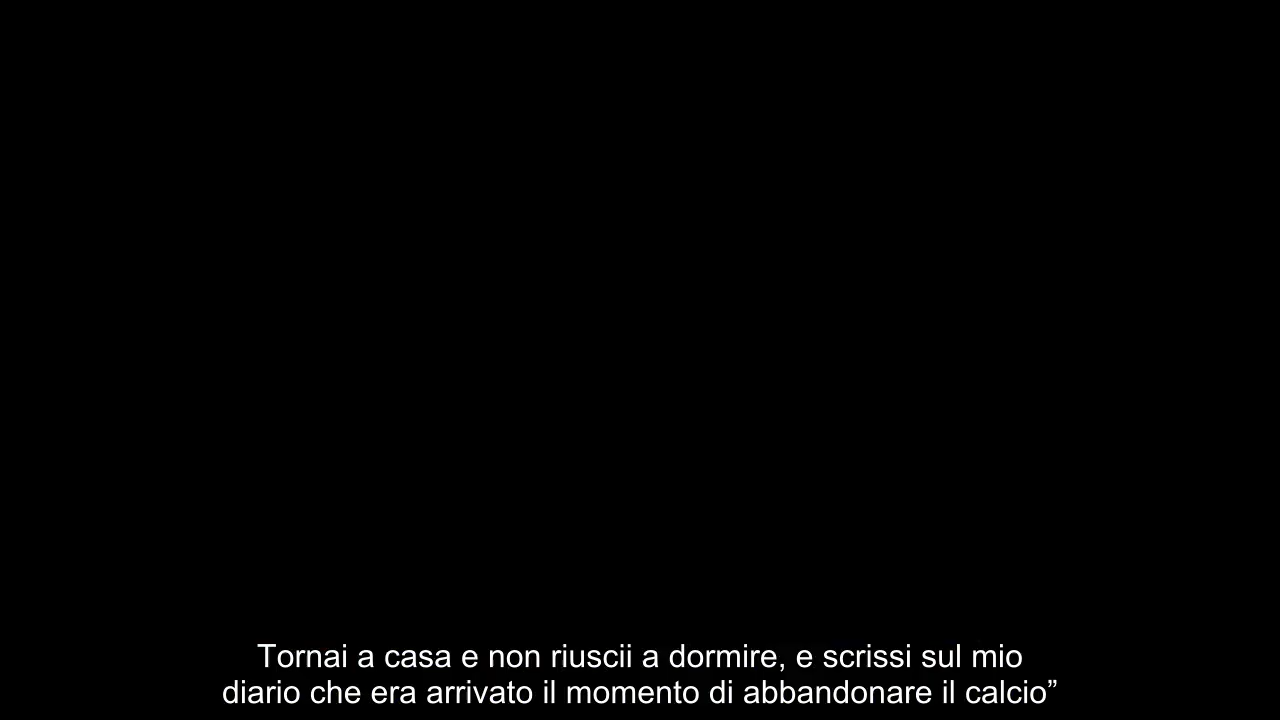 Tornai a casa e non riuscii a dormire, e scrissi sul mio
diario che era arrivato il momento di abbandonare il calcio”